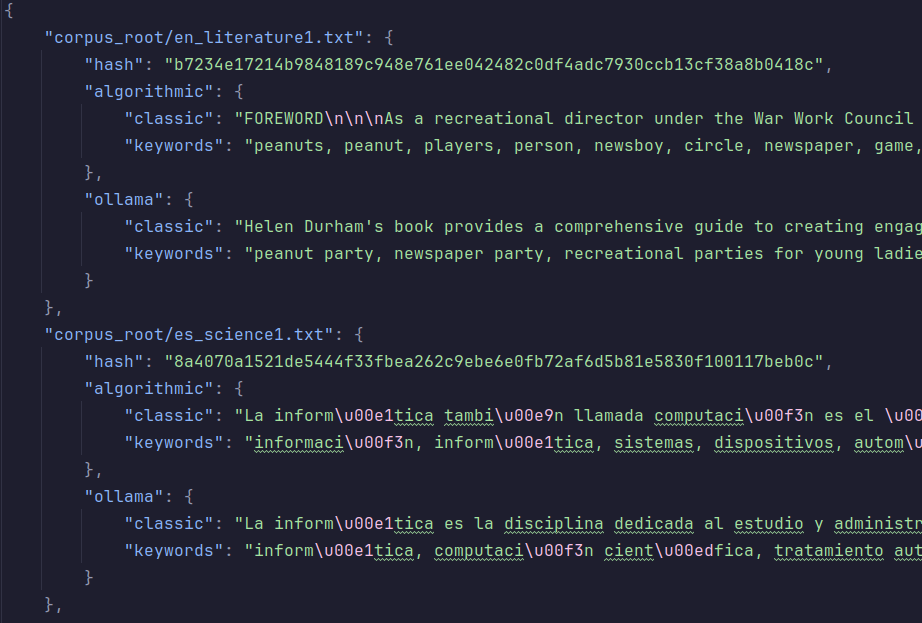 {
    "corpus_root/en_literature1.txt": {
        "hash": "b7234e17214b9848189c948e761ee042482c0df4adc7930ccb13cf38a8b0418c",
        "algorithmic": {
            "classic": "FOREWORD\n\n\nAs a recreational director under the War Work Council
            "keywords": "peanuts, peanut, players, person, newsboy, circle, newspaper, game,
        },
        "ollama": {
            "classic": "Helen Durham's book provides a comprehensive guide to creating engag
            "keywords": "peanut party, newspaper party, recreational parties for young ladie
        }
    },
    "corpus_root/es_science1.txt": {
        "hash": "8a4070a1521de5444f33fbea262c9ebe6e0fb72af6d5b81e5830f100117beb0c",
        "algorithmic": {
            "classic": "La inform\u00e1tica tambi\u00e9n llamada computaci\u00f3n es el \u00
            "keywords": "informaci\u00f3n, inform\u00e1tica, sistemas, dispositivos, autom\u
        },
        "ollama": {
            "classic": "La inform\u00e1tica es la disciplina dedicada al estudio y administr
            "keywords": "inform\u00e1tica, computaci\u00f3n cient\u00edfica, tratamiento aut
        }
    },